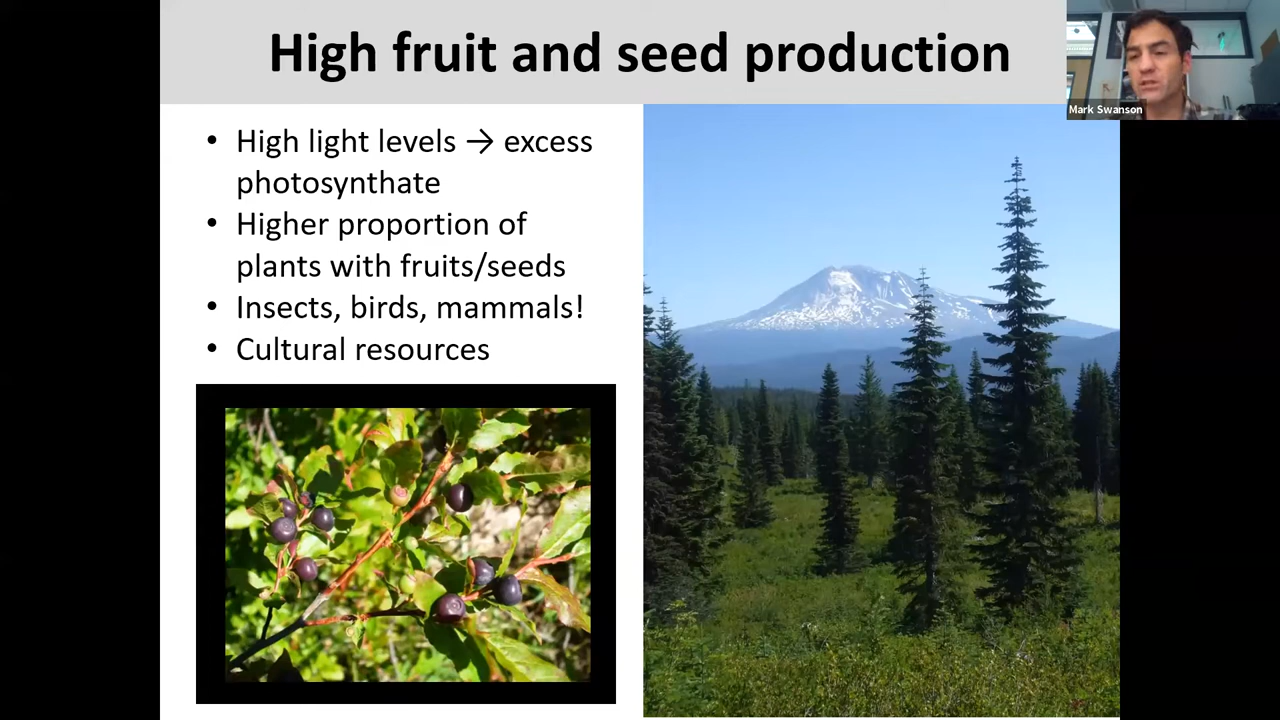 High fruit and seed production
Mark Swanson
• High light levels → excess
photosynthate
• Higher proportion of
plants with fruits/seeds
• Insects, birds, mammals!
• Cultural resources